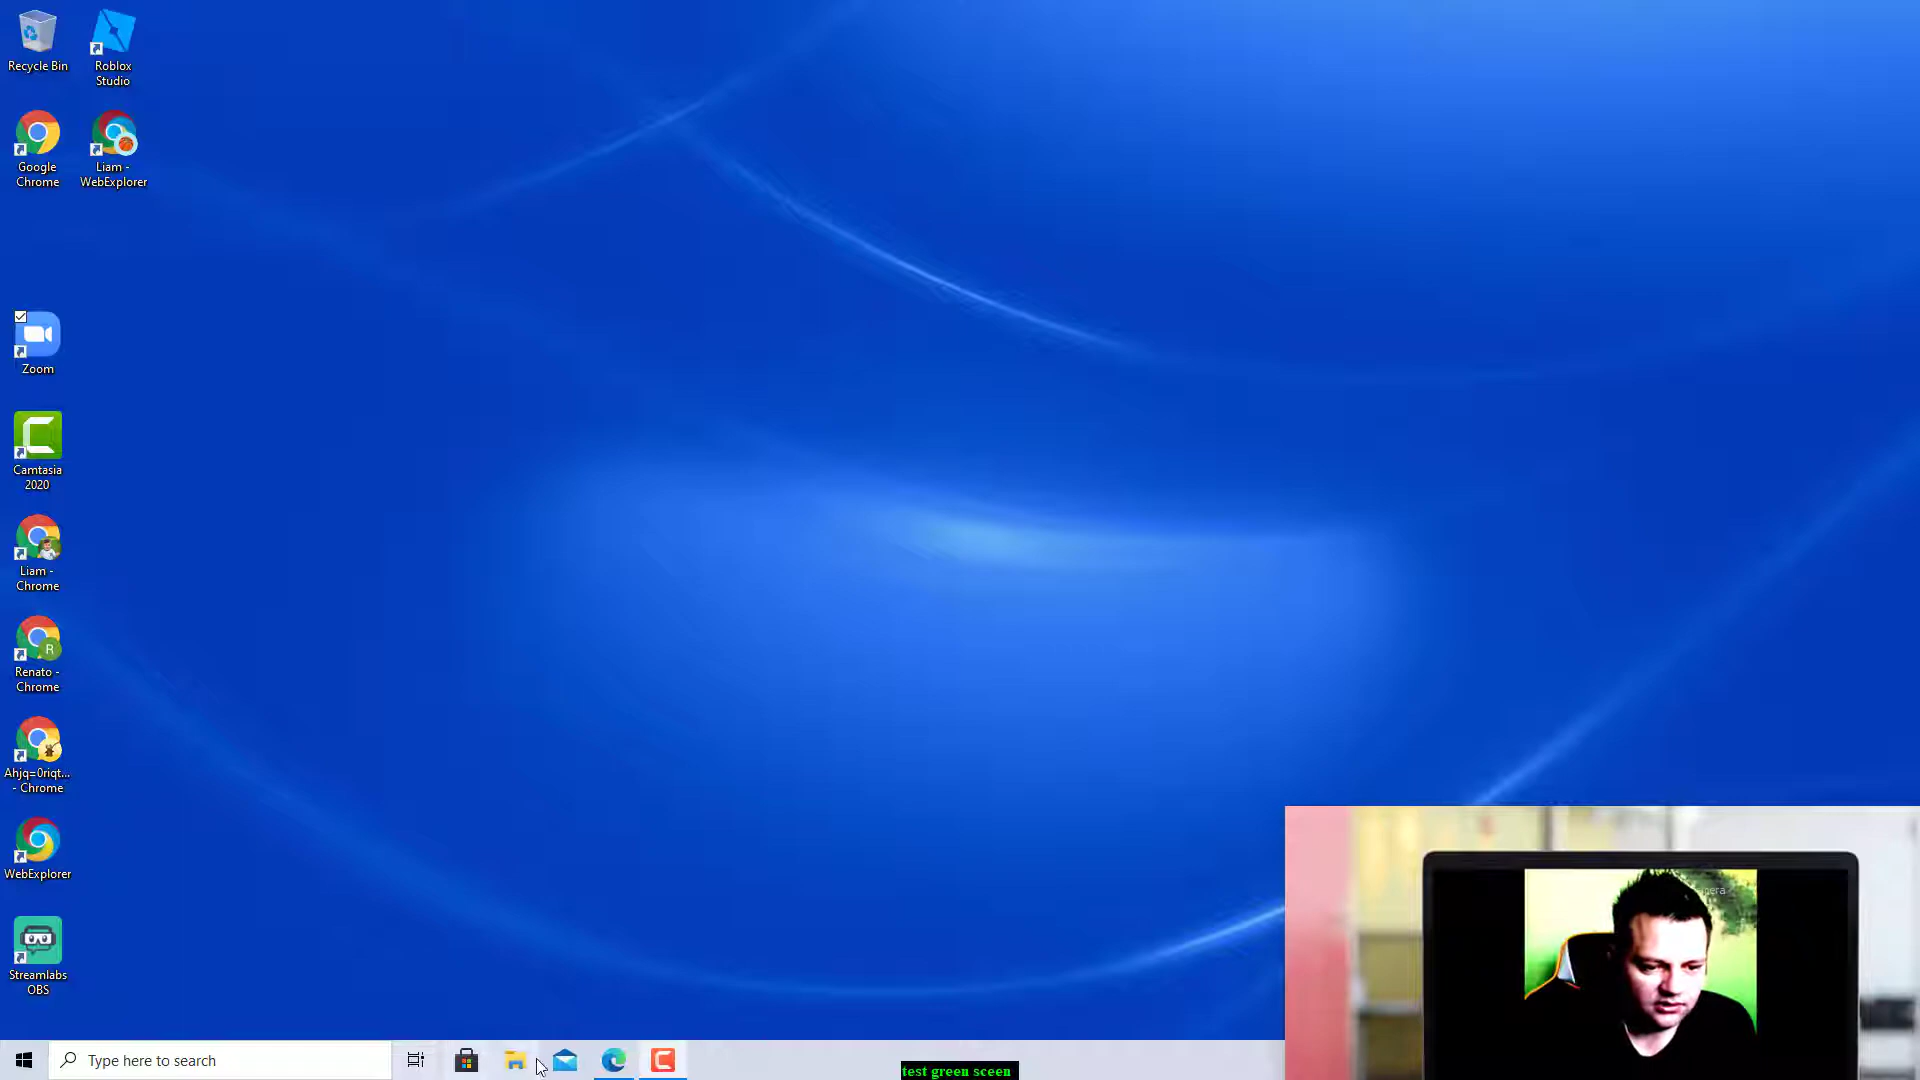 Recycle Bin
Roblox
Studio
Google
Chrome
Liam -
WebExplorer
Zoom
Camtasia
2020
Liam -
Chrome
Renato -
Chrome
Ahjq=0riqt...
- Chrome
WebExplorer
Streamlabs
OBS
R
Type here to search
test green sceen